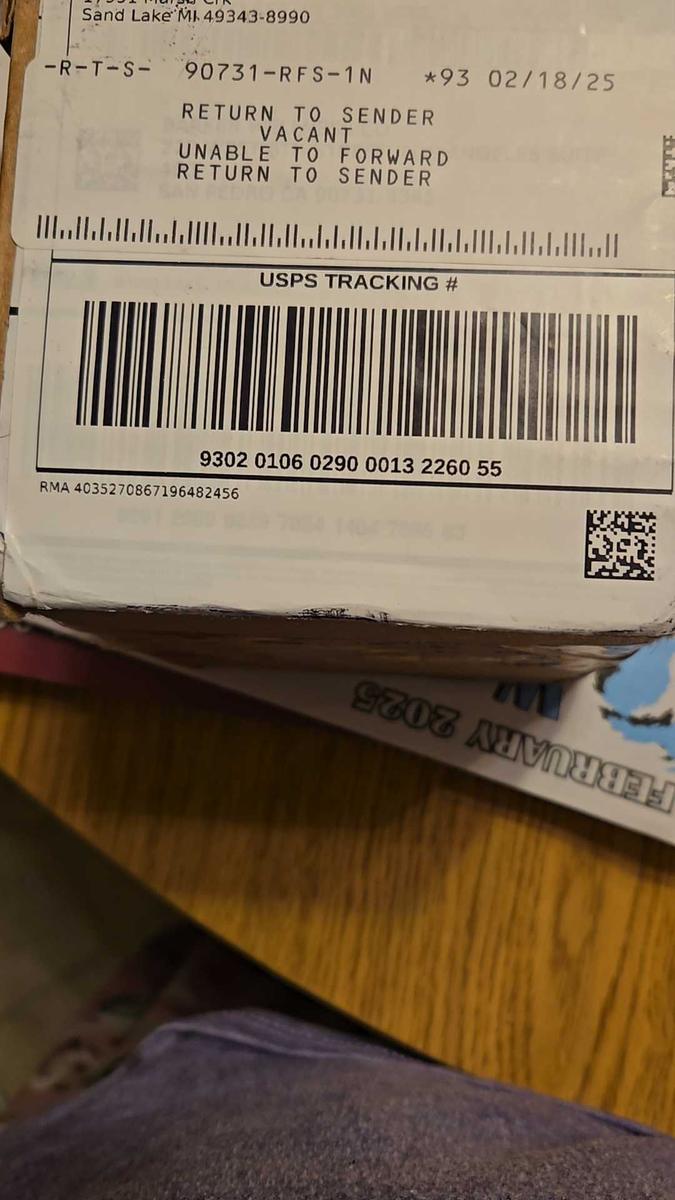 Sand Lake MI 49343-8990
-R-T-S- 90731-RFS-1N *93 02/18/25
RETURN TO SENDER
VACANT
UNABLE TO FORWARD
RETURN TO SENDER
USPS TRACKING #
9302 0106 0290 0013 2260 55
RMA 4035270867196482456
FEBRUARY 2025